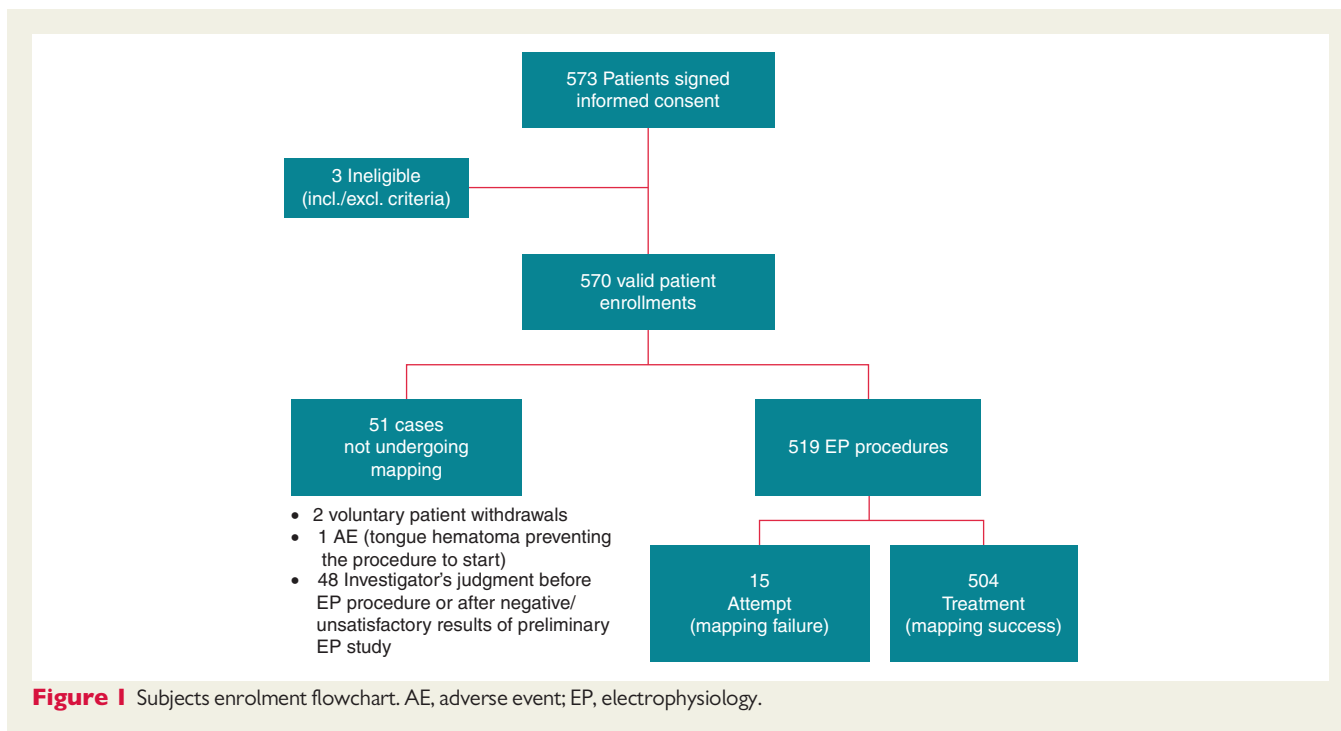 573 Patients signed
informed consent
3 Ineligible
(incl./excl. criteria)
570 valid patient
enrollments
51 cases
not undergoing
mapping
519 EP procedures
• 2 voluntary patient withdrawals
• 1 AE (tongue hematoma preventing
the procedure to start)
• 48 Investigator's judgment before
EP procedure or after negative/
unsatisfactory results of preliminary
EP study
15
Attempt
(mapping failure)
504
Treatment
(mapping success)
Figure 1 Subjects enrolment flowchart. AE, adverse event; EP, electrophysiology.